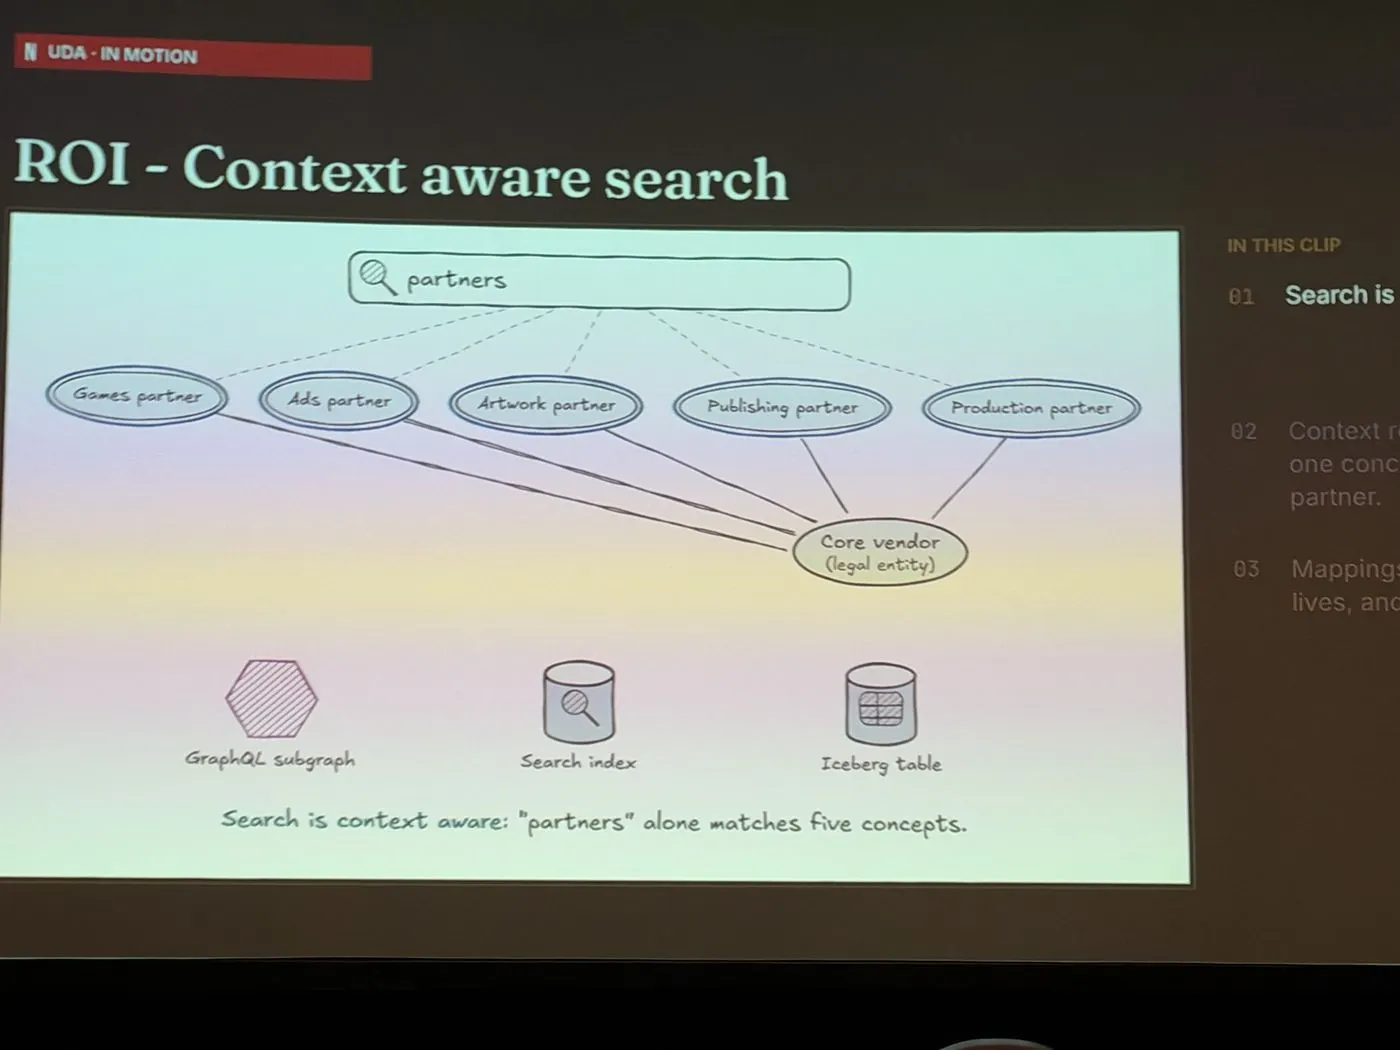 N UDA - IN MOTION
ROI - Context aware search
partners
Games partner
Ads partner
Artwork partner
Publishing partner
Production partner
Core vendor
(legal entity)
GraphQL subgraph
Search index
Iceberg table
Search is context aware: "partners" alone matches five concepts.
IN THIS CLIP
01 Search is
02 Context
one conc
partner.
03 Mappings
lives, and